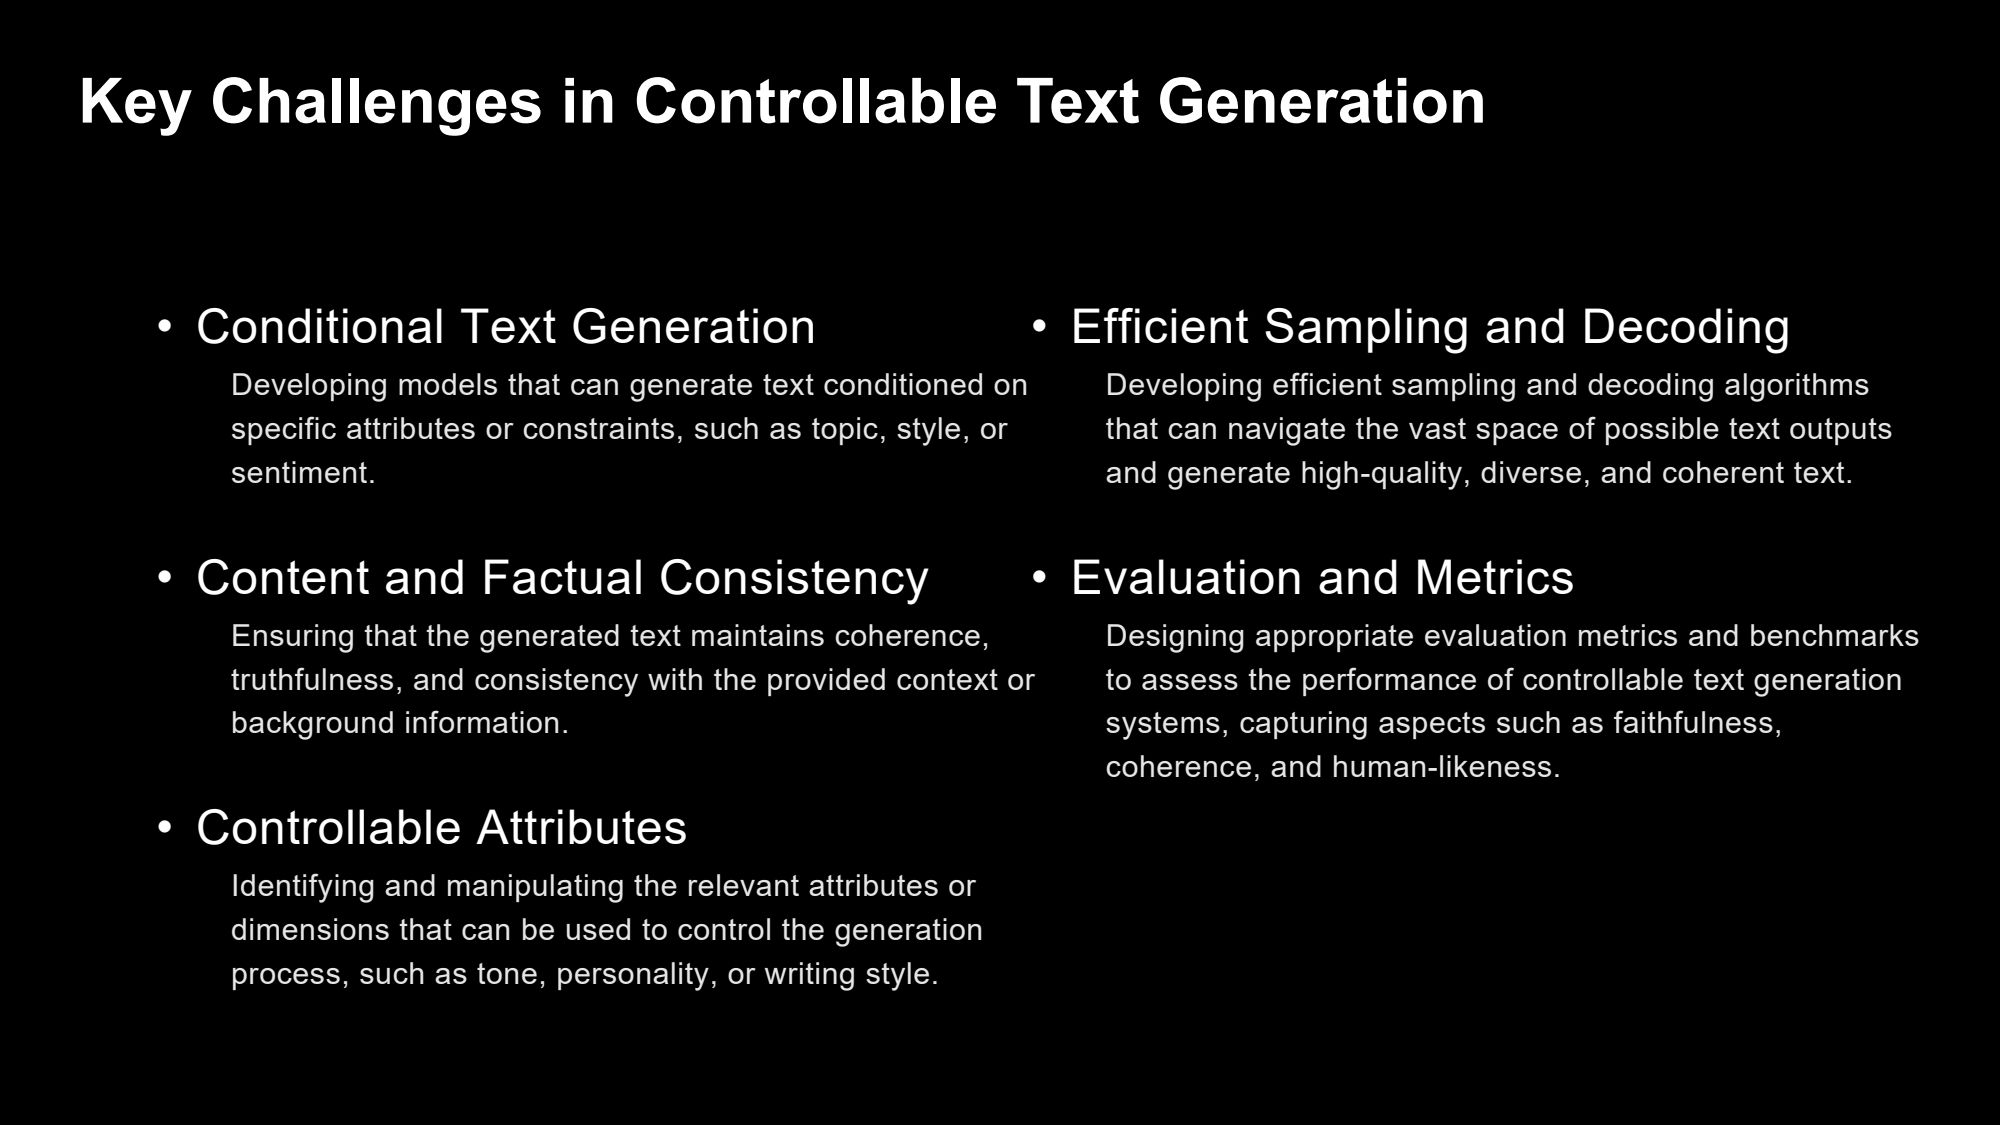 Key Challenges in Controllable Text Generation
• Conditional Text Generation
Developing models that can generate text conditioned on
specific attributes or constraints, such as topic, style, or
sentiment.
• Content and Factual Consistency
Ensuring that the generated text maintains coherence,
truthfulness, and consistency with the provided context or
background information.
• Controllable Attributes
Identifying and manipulating the relevant attributes or
dimensions that can be used to control the generation
process, such as tone, personality, or writing style.
• Efficient Sampling and Decoding
Developing efficient sampling and decoding algorithms
that can navigate the vast space of possible text outputs
and generate high-quality, diverse, and coherent text.
• Evaluation and Metrics
Designing appropriate evaluation metrics and benchmarks
to assess the performance of controllable text generation
systems, capturing aspects such as faithfulness,
coherence, and human-likeness.